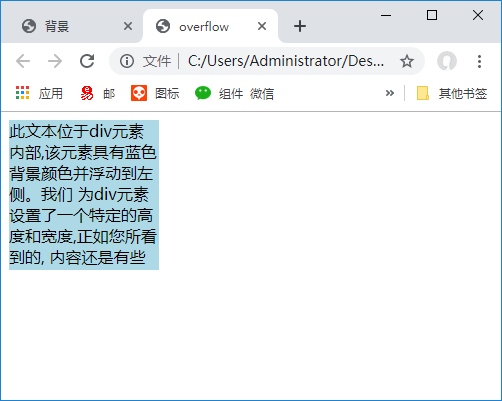 背景
overflow
文件
C:/Users/Administrator/Des...
应用
易
邮
图标
组件
微信
»
其他书签
此文本位于div元素
内部,该元素具有蓝色
背景颜色并浮动到左
侧。我们 为div元素
设置了一个特定的高
度和宽度,正如您所看
到的, 内容还是有些